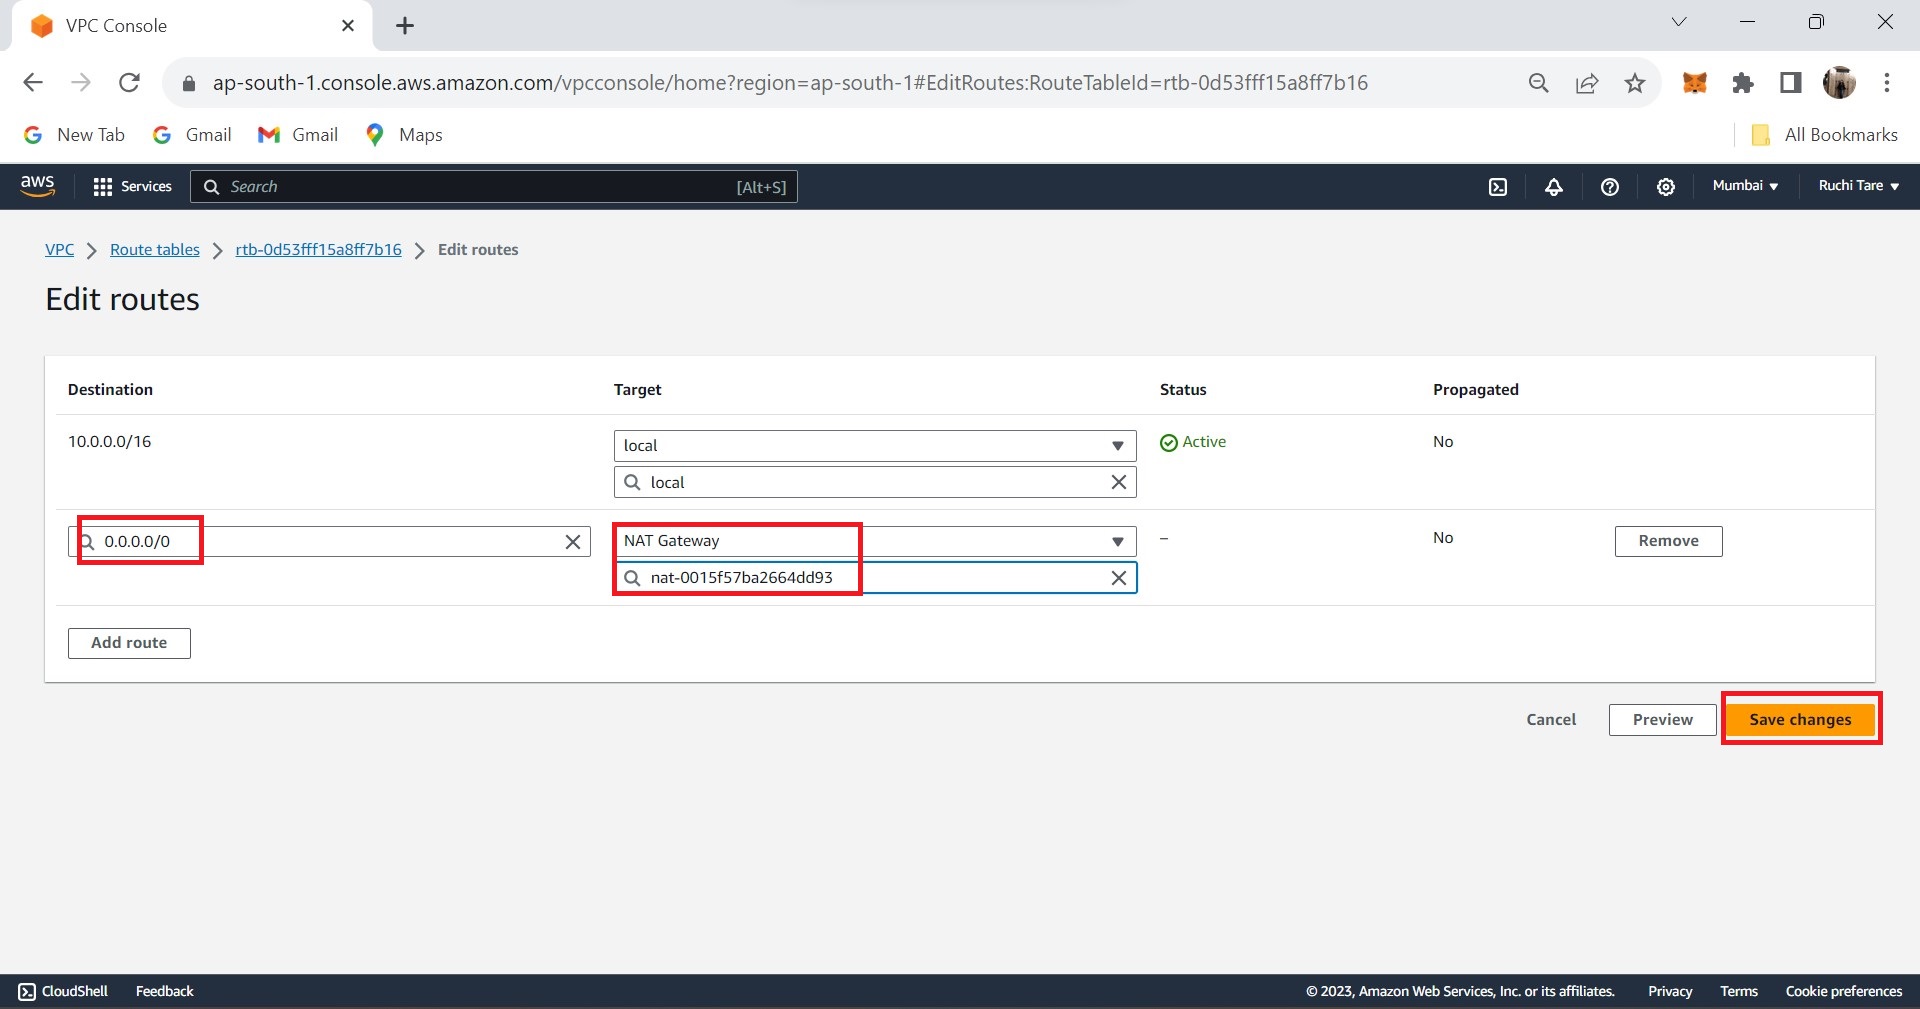 VPC Console
ap-south-1.console.aws.amazon.com/vpcconsole/home?region=ap-south-1#EditRoutes:RouteTableId=rtb-0d53fff15a8ff7b16
New Tab Gmail Gmail Maps All Bookmarks
aws Services Search [Alt+S] Mumbai Ruchi Tare
VPC Route tables rtb-0d53fff15a8ff7b16 Edit routes
Edit routes
Destination Target Status Propagated
10.0.0.0/16 local Active No
local
0.0.0.0/0 NAT Gateway – No Remove
nat-0015f57ba2664dd93
Add route
Cancel Preview Save changes
CloudShell Feedback © 2023, Amazon Web Services, Inc. or its affiliates. Privacy Terms Cookie preferences